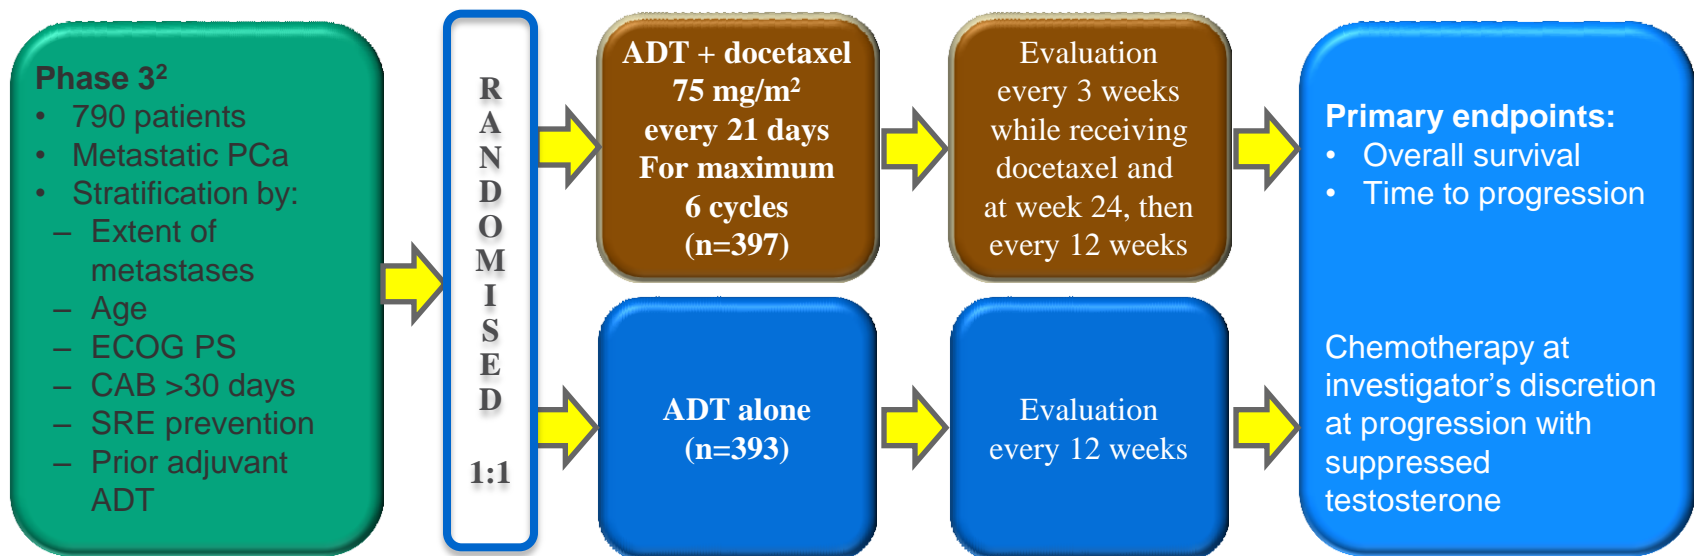 Phase 3²
• 790 patients
• Metastatic PCa
• Stratification by:
– Extent of
metastases
– Age
– ECOG PS
– CAB >30 days
– SRE prevention
– Prior adjuvant
ADT
R
A
N
D
O
M
I
S
E
D
1:1
ADT + docetaxel
75 mg/m²
every 21 days
For maximum
6 cycles
(n=397)
Evaluation
every 3 weeks
while receiving
docetaxel and
at week 24, then
every 12 weeks
ADT alone
(n=393)
Evaluation
every 12 weeks
Primary endpoints:
• Overall survival
• Time to progression
Chemotherapy at
investigator’s discretion
at progression with
suppressed
testosterone